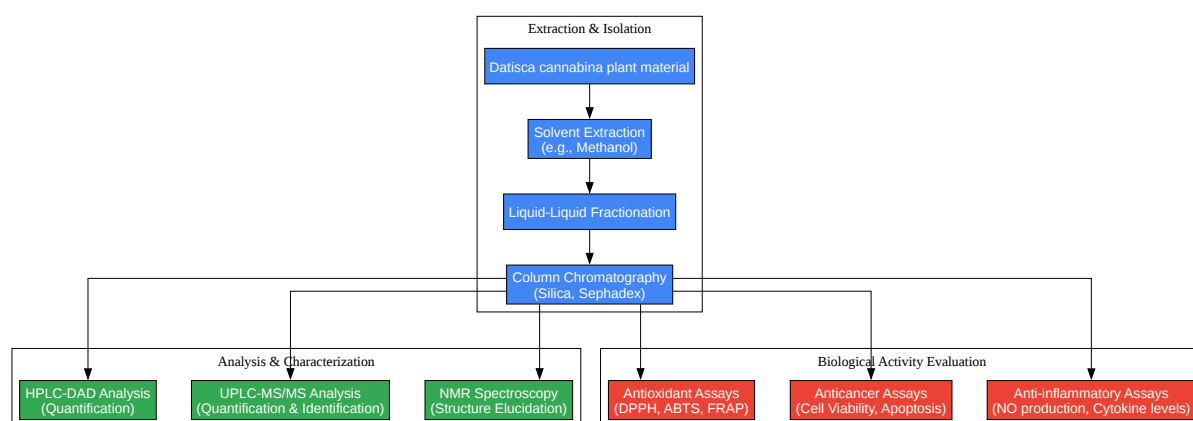 Extraction & Isolation
Datisca cannabina plant material
Solvent Extraction
(e.g., Methanol)
Liquid-Liquid Fractionation
Column Chromatography
(Silica, Sephadex)
Analysis & Characterization
HPLC-DAD Analysis
(Quantification)
UPLC-MS/MS Analysis
(Quantification & Identification)
NMR Spectroscopy
(Structure Elucidation)
Biological Activity Evaluation
Antioxidant Assays
(DPPH, ABTS, FRAP)
Anticancer Assays
(Cell Viability, Apoptosis)
Anti-inflammatory Assays
(NO production, Cytokine levels)